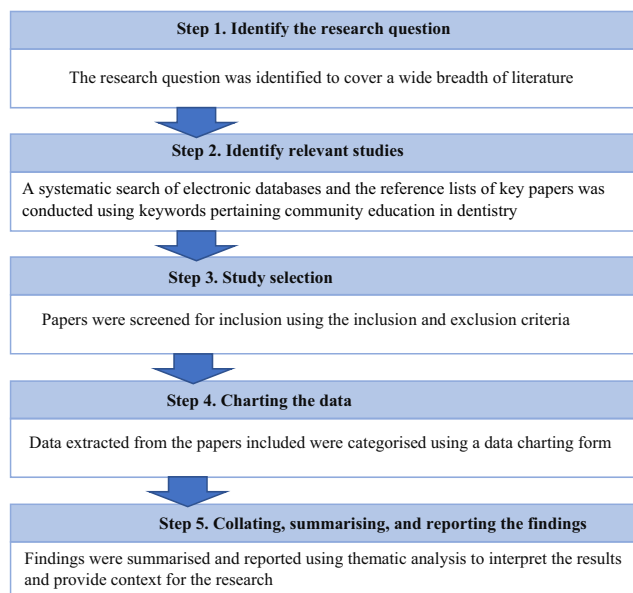 Step 1. Identify the research question
The research question was identified to cover a wide breadth of literature
Step 2. Identify relevant studies
A systematic search of electronic databases and the reference lists of key papers was
conducted using keywords pertaining community education in dentistry
Step 3. Study selection
Papers were screened for inclusion using the inclusion and exclusion criteria
Step 4. Charting the data
Data extracted from the papers included were categorised using a data charting form
Step 5. Collating, summarising, and reporting the findings
Findings were summarised and reported using thematic analysis to interpret the results
and provide context for the research